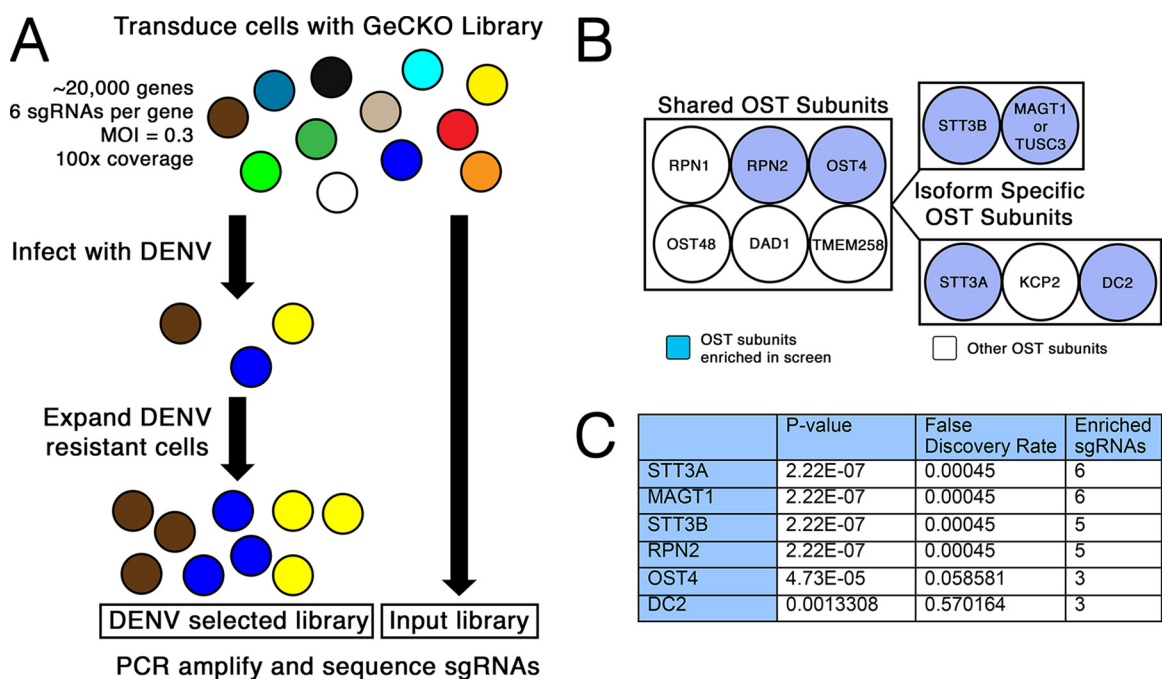 A
Transduce cells with GeCKO Library
~20,000 genes
6 sgRNAs per gene
MOI = 0.3
100x coverage
Infect with DENV
Expand DENV
resistant cells
DENV selected library
Input library
PCR amplify and sequence sgRNAs
B
Shared OST Subunits
RPN1
RPN2
OST4
OST48
DAD1
TMEM258
STT3B
MAGT1
or
TUSC3
Isoform Specific
OST Subunits
STT3A
KCP2
DC2
OST subunits
enriched in screen
Other OST subunits
C
P-value
False
Discovery Rate
Enriched
sgRNAs
STT3A 2.22E-07 0.00045 6
MAGT1 2.22E-07 0.00045 6
STT3B 2.22E-07 0.00045 5
RPN2 2.22E-07 0.00045 5
OST4 4.73E-05 0.058581 3
DC2 0.0013308 0.570164 3